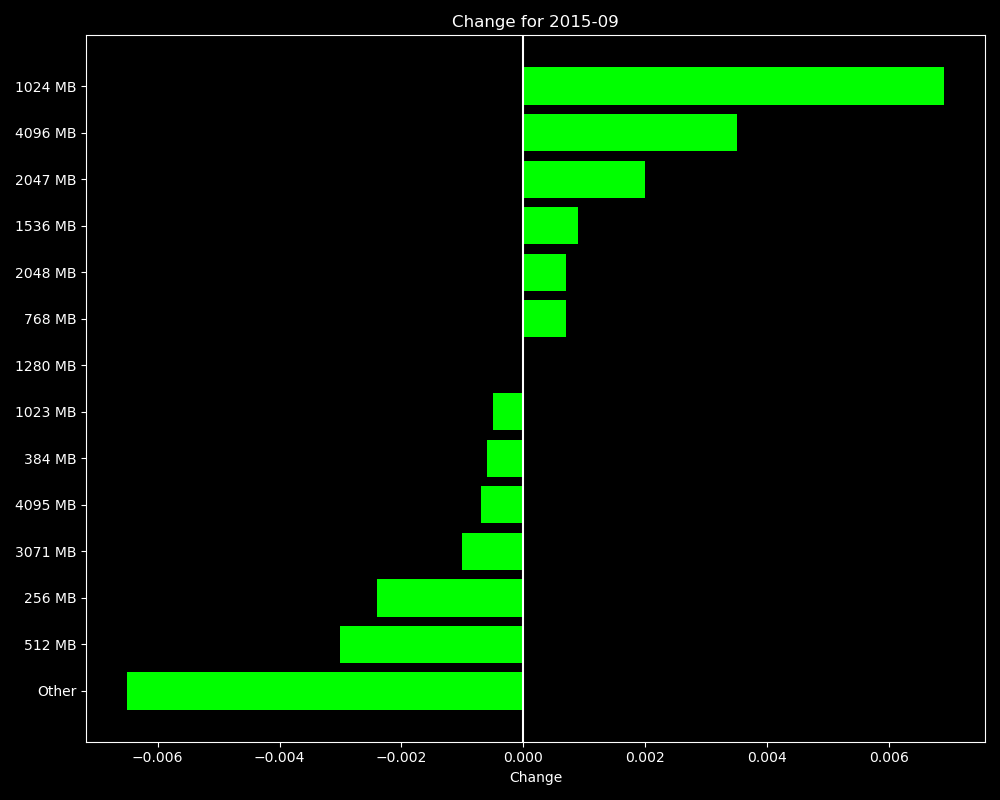 Change for 2015-09
1024 MB
4096 MB
2047 MB
1536 MB
2048 MB
768 MB
1280 MB
1023 MB
384 MB
4095 MB
3071 MB
256 MB
512 MB
Other
−0.006 −0.004 −0.002 0.000 0.002 0.004 0.006
Change